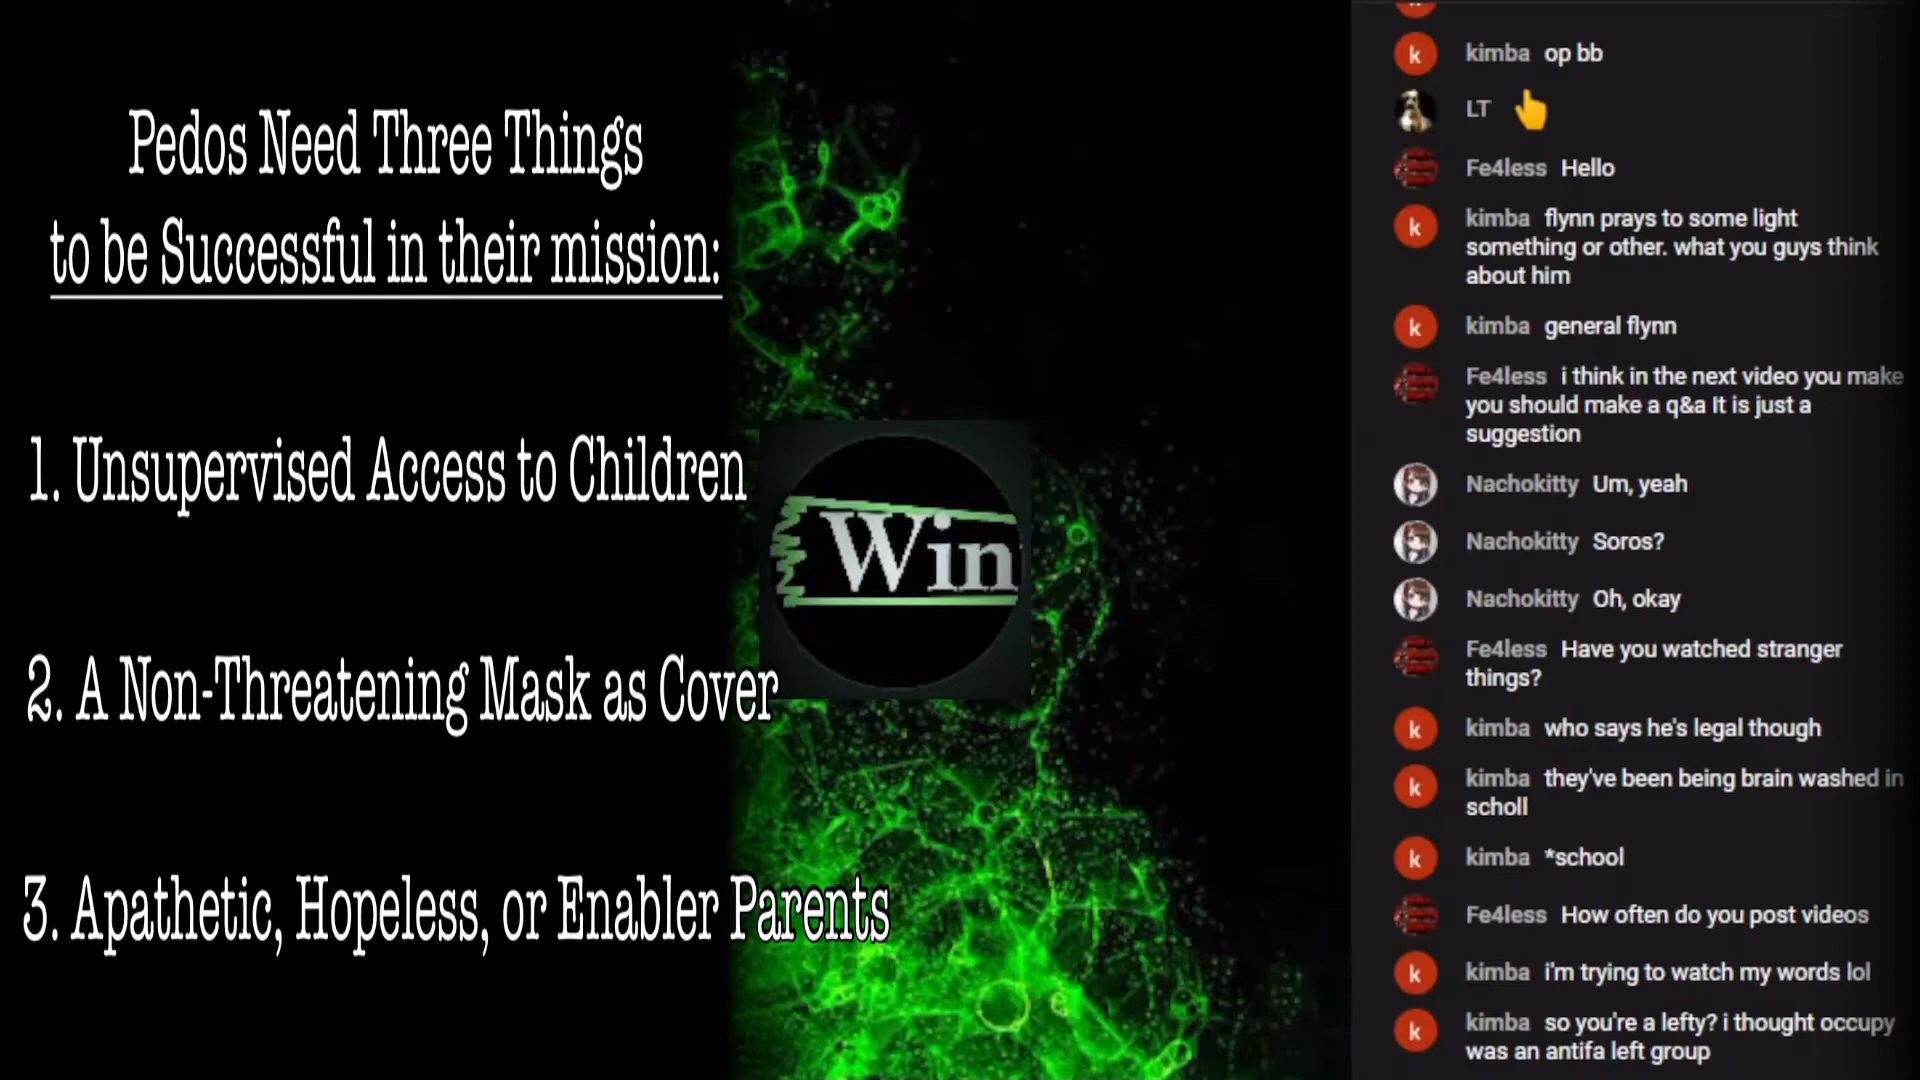 Pedos Need Three Things
to be Successful in their mission:
1. Unsupervised Access to Children
2. A Non-Threatening Mask as Cover
3. Apathetic, Hopeless, or Enabler Parents
Win
k
kimba op bb
LT 👆
Fe4less Hello
k
kimba flynn prays to some light
something or other. what you guys think
about him
k
kimba general flynn
Fe4less i think in the next video you make
you should make a q&a It is just a
suggestion
Nachokitty Um, yeah
Nachokitty Soros?
Nachokitty Oh, okay
Fe4less Have you watched stranger
things?
k
kimba who says he's legal though
k
kimba they've been being brain washed in
scholl
k
kimba *school
Fe4less How often do you post videos
k
kimba i'm trying to watch my words lol
k
kimba so you're a lefty? i thought occupy
was an antifa left group